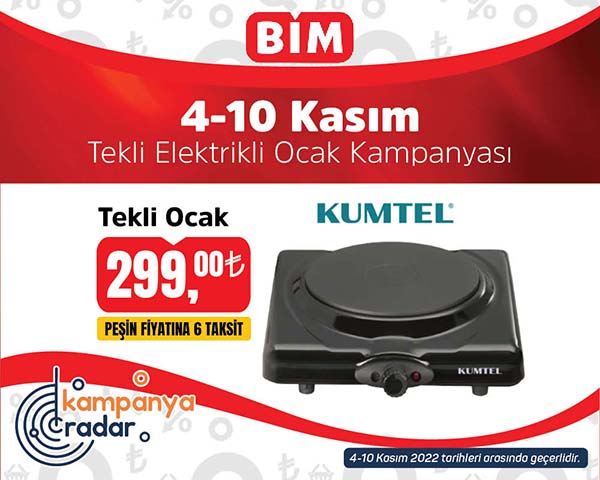 BİM
4-10 Kasım
Tekli Elektrikli Ocak Kampanyası
Tekli Ocak
KUMTEL®
299,00₺
PEŞİN FİYATINA 6 TAKSİT
KUMTEL
kampanya
radar
4-10 Kasım 2022 tarihleri arasında geçerlidir.